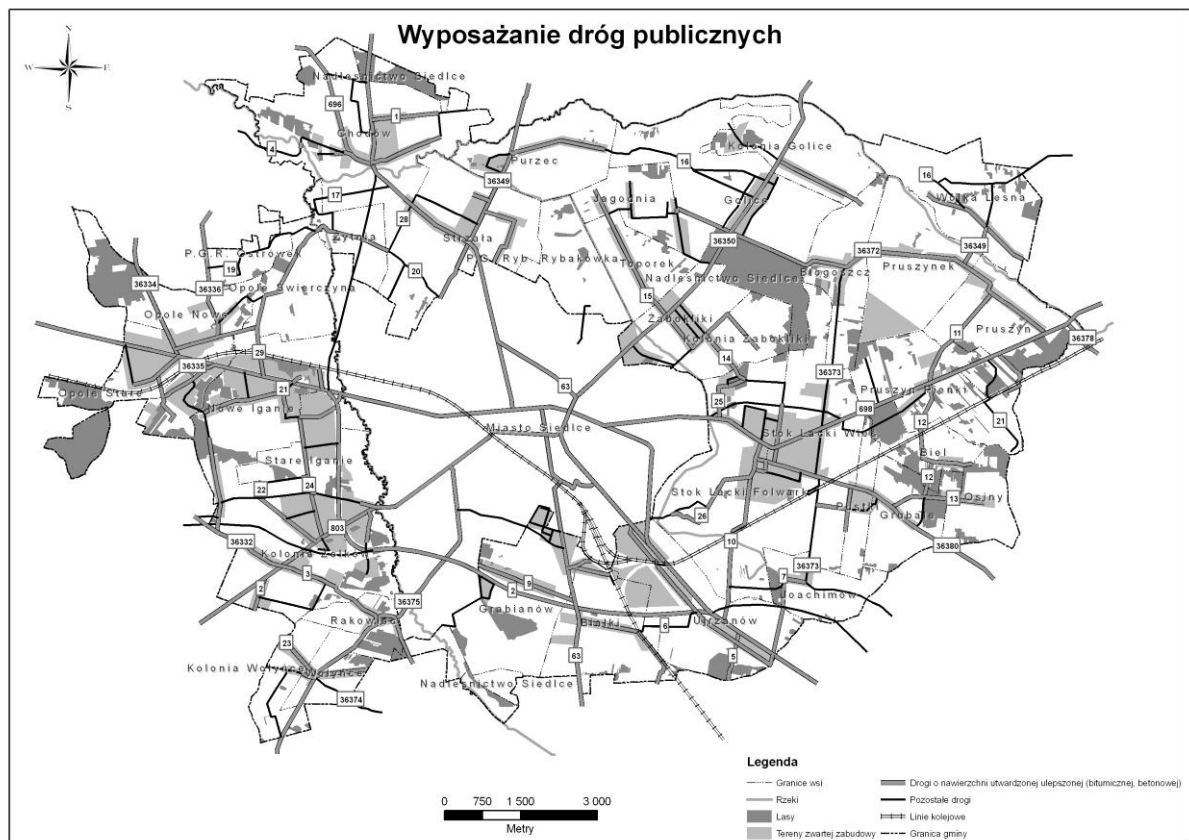 Wyposażanie dróg publicznych
N
W E
S
Nadleśnictwo Siedlce
696
1
Chodów
4
Purzec
16
Kolonia Golice
36349
17
28
Jagodnia
Golice
16
Wólka Leśna
Żytnia
Strzała
36350
36372
36349
P.G.R. Ostrówek
19
20
P.G. Ryb. Rybakówka
Toporek
Błogoszcz
Pruszynek
36334
36336
Opole Świerczyna
Nadleśnictwo Siedlce
15
Opole Nowe
Żabokliki
Kolonia Żabokliki
11
Pruszyn
36378
29
14
36335
36373
21
63
Pruszyn Pieńki
Opole Stare
Nowe Iganie
25
698
12
21
Miasto Siedlce
Stok Lacki Wieś
Biel
Stare Iganie
22
24
Stok Lacki Folwark
12
13
Osiny
26
Pustki
Grubale
803
36332
Kolonia Żółków
10
36380
3
36373
2
9
2
7
Joachimów
36375
Grabianów
Rakowiec
Białki
6
Ujrzanów
23
63
5
Kolonia Wołyńce
Wołyńce
Nadleśnictwo Siedlce
36374
Legenda
Granice wsi
Rzeki
Lasy
Tereny zwartej zabudowy
Drogi o nawierzchni utwardzonej ulepszonej (bitumicznej, betonowej)
Pozostałe drogi
Linie kolejowe
Granica gminy
0 750 1 500 3 000
Metry